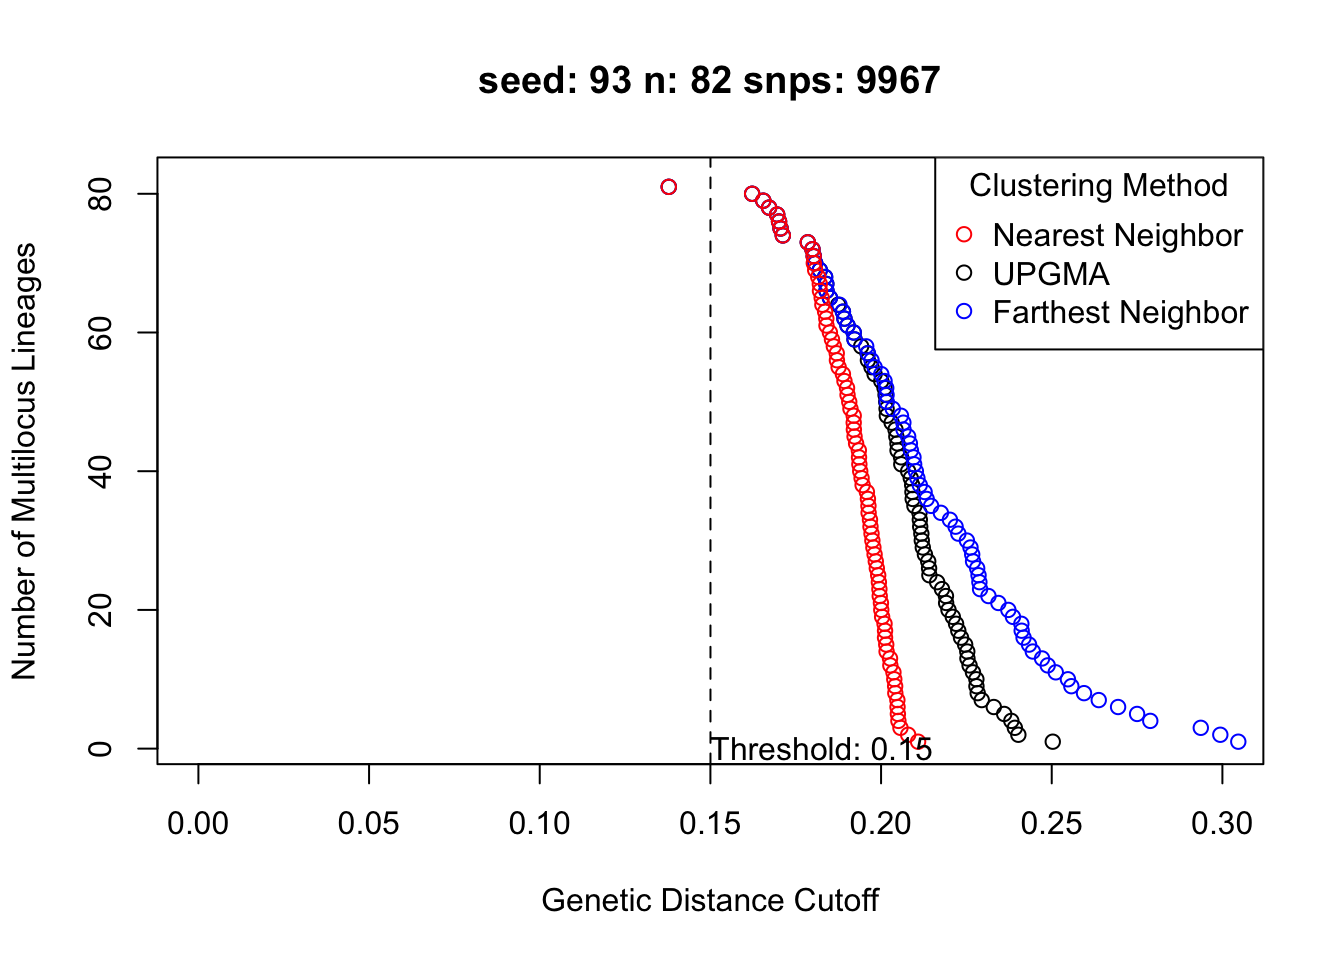 seed: 93 n: 82 snps: 9967
Number of Multilocus Lineages
80
60
40
20
0
Clustering Method
Nearest Neighbor
UPGMA
Farthest Neighbor
Threshold: 0.15
0.00 0.05 0.10 0.15 0.20 0.25 0.30
Genetic Distance Cutoff